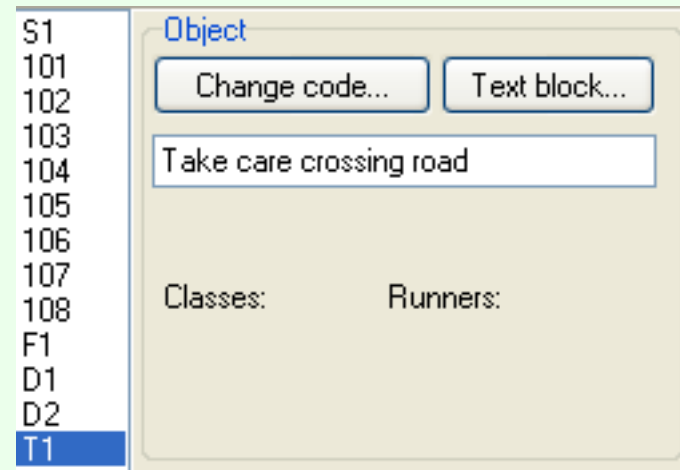 S1
101
102
103
104
105
106
107
108
F1
D1
D2
T1
Object
Change code... Text block...
Take care crossing road
Classes: Runners: